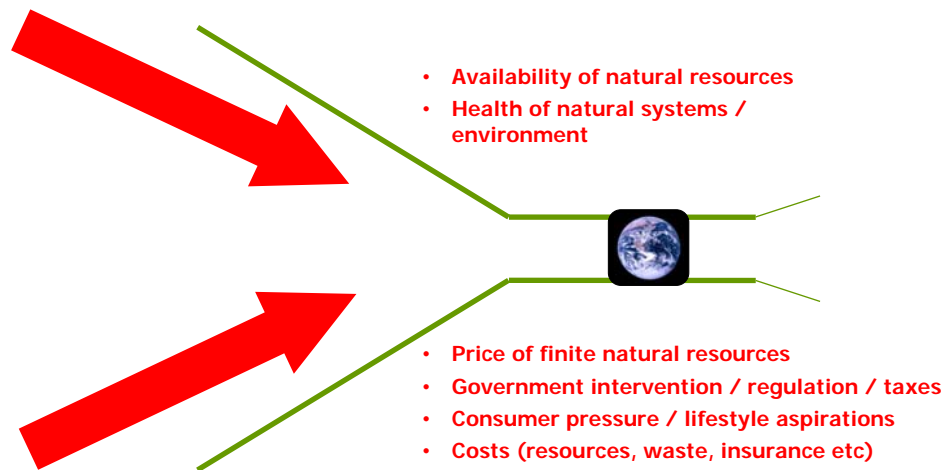 • Availability of natural resources
• Health of natural systems /
environment
• Price of finite natural resources
• Government intervention / regulation / taxes
• Consumer pressure / lifestyle aspirations
• Costs (resources, waste, insurance etc)